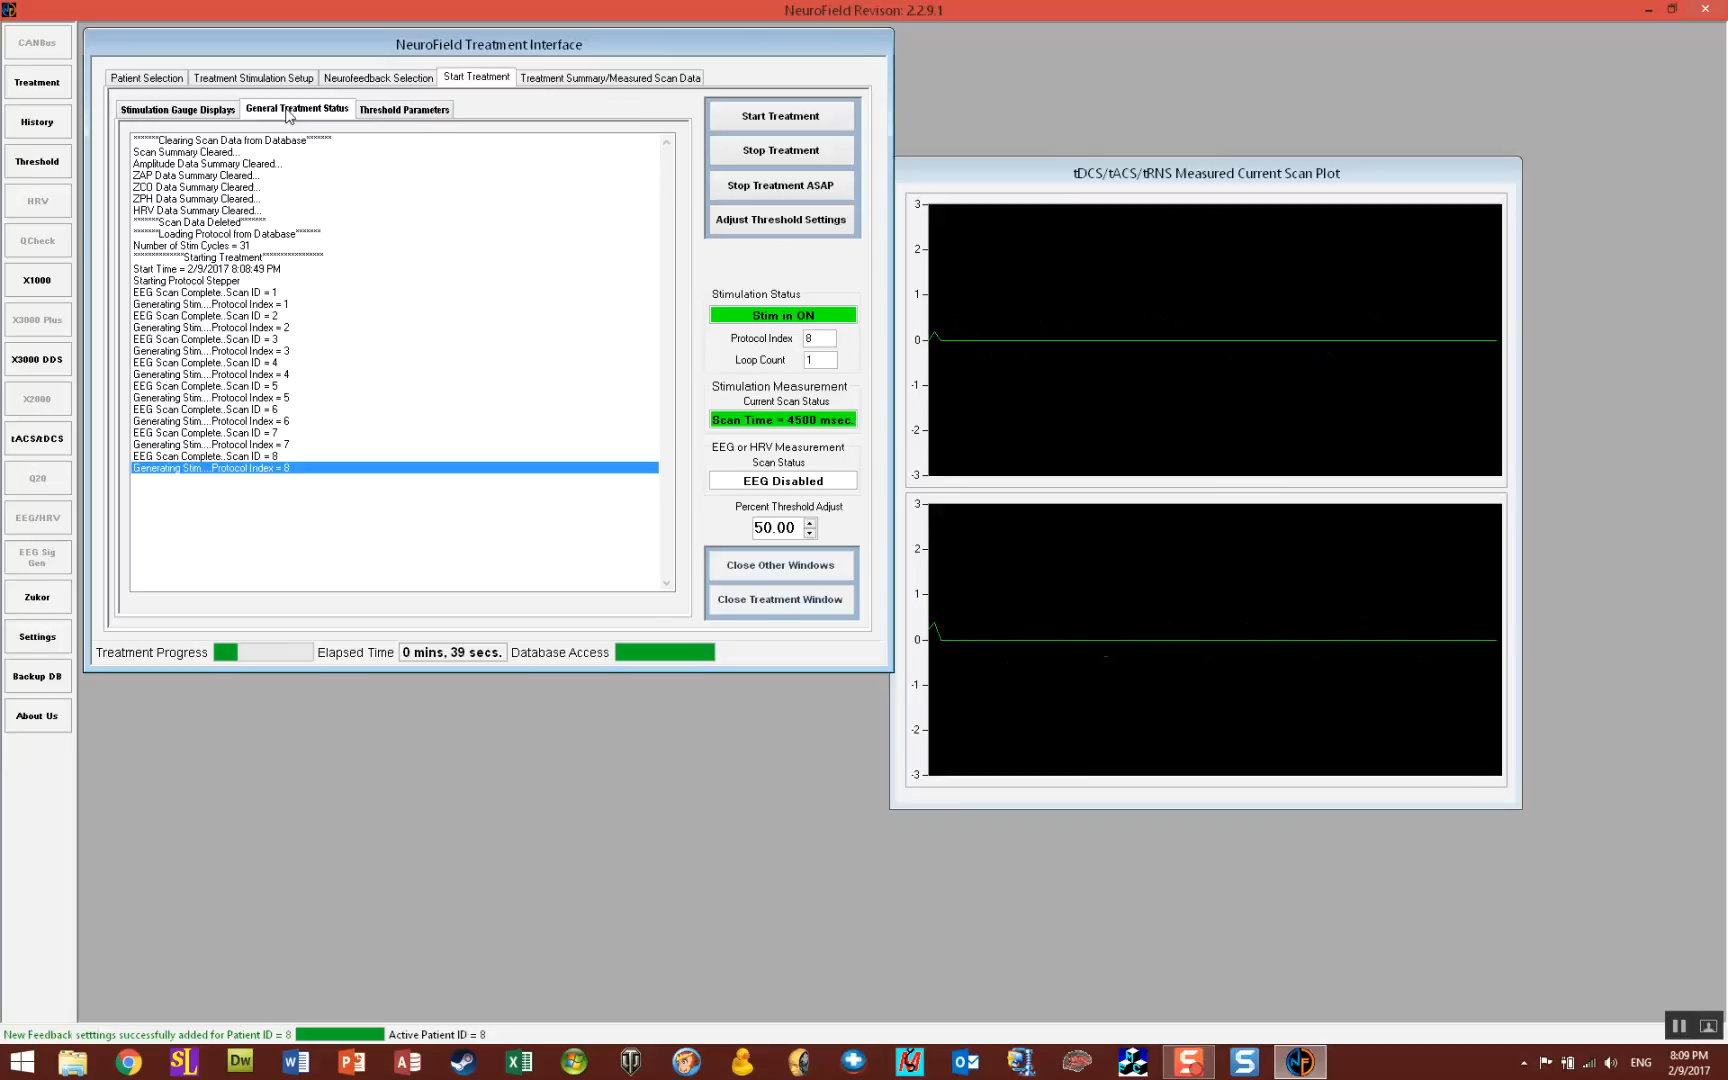 NeuroField Revison: 2.2.9.1
CANBus
Treatment
History
Threshold
HRV
QCheck
X1000
X3000 Plus
X3000 DDS
X2000
tACS/tDCS
Q20
EEG/HRV
EEG Sig
Gen
Zukor
Settings
Backup DB
About Us
NeuroField Treatment Interface
Patient Selection
Treatment Stimulation Setup
Neurofeedback Selection
Start Treatment
Treatment Summary/Measured Scan Data
Stimulation Gauge Displays
General Treatment Status
Threshold Parameters
*******Clearing Scan Data from Database*******
Scan Summary Cleared...
Amplitude Data Summary Cleared...
ZAP Data Summary Cleared...
ZCO Data Summary Cleared...
ZPH Data Summary Cleared...
HRV Data Summary Cleared...
*******Scan Data Deleted*******
*******Loading Protocol from Database*******
Number of Stim Cycles = 31
**************Starting Treatment**************
Start Time = 2/9/2017 8:08:49 PM
Starting Protocol Stepper
EEG Scan Complete..Scan ID = 1
Generating Stim....Protocol Index = 1
EEG Scan Complete..Scan ID = 2
Generating Stim....Protocol Index = 2
EEG Scan Complete..Scan ID = 3
Generating Stim....Protocol Index = 3
EEG Scan Complete..Scan ID = 4
Generating Stim....Protocol Index = 4
EEG Scan Complete..Scan ID = 5
Generating Stim....Protocol Index = 5
EEG Scan Complete..Scan ID = 6
Generating Stim....Protocol Index = 6
EEG Scan Complete..Scan ID = 7
Generating Stim....Protocol Index = 7
EEG Scan Complete..Scan ID = 8
Generating Stim....Protocol Index = 8
Start Treatment
Stop Treatment
Stop Treatment ASAP
Adjust Threshold Settings
Stimulation Status
Stim in ON
Protocol Index 8
Loop Count 1
Stimulation Measurement
Current Scan Status
Scan Time = 4500 msec.
EEG or HRV Measurement
Scan Status
EEG Disabled
Percent Threshold Adjust
50.00
Close Other Windows
Close Treatment Window
Treatment Progress
Elapsed Time 0 mins, 39 secs.
Database Access
tDCS/tACS/tRNS Measured Current Scan Plot
3
2
1
0
-1
-2
-3
3
2
1
0
-1
-2
-3
New Feedback setttings successfully added for Patient ID = 8
Active Patient ID = 8
SL
Dw
ENG
8:09 PM
2/9/2017